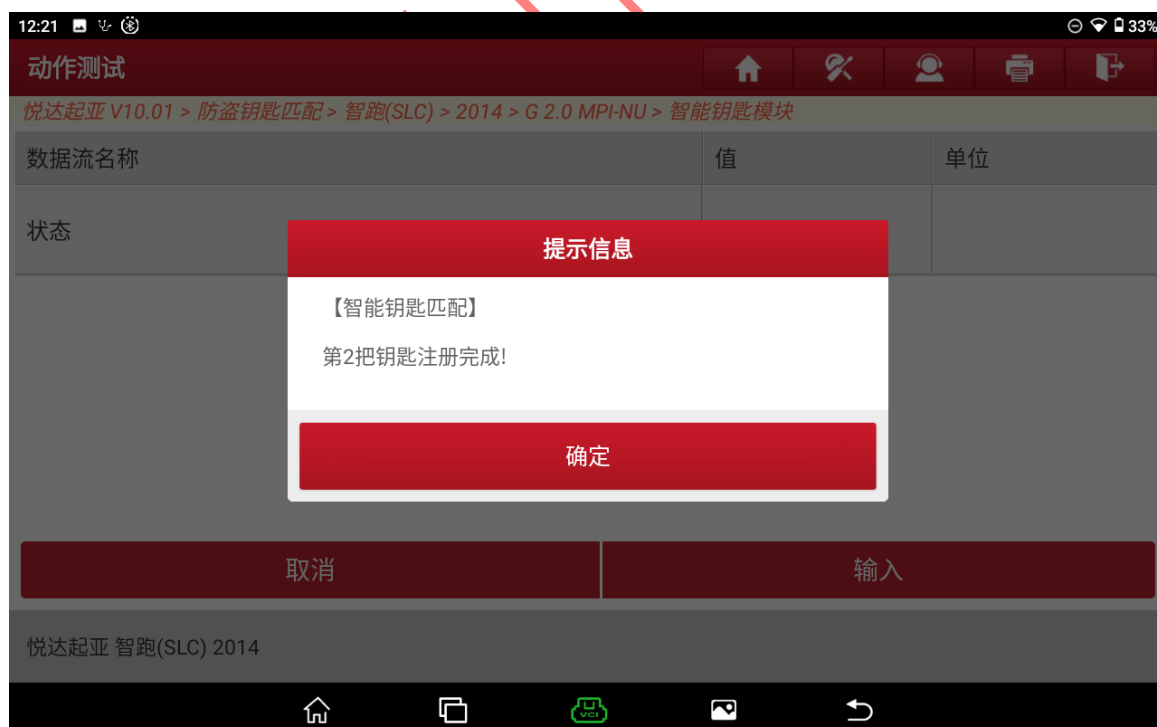 12:21
33%
动作测试
悦达起亚 V10.01 > 防盗钥匙匹配 > 智跑(SLC) > 2014 > G 2.0 MPI-NU > 智能钥匙模块
数据流名称 值 单位
状态
提示信息
【智能钥匙匹配】
第2把钥匙注册完成!
确定
取消 输入
悦达起亚 智跑(SLC) 2014
VCI